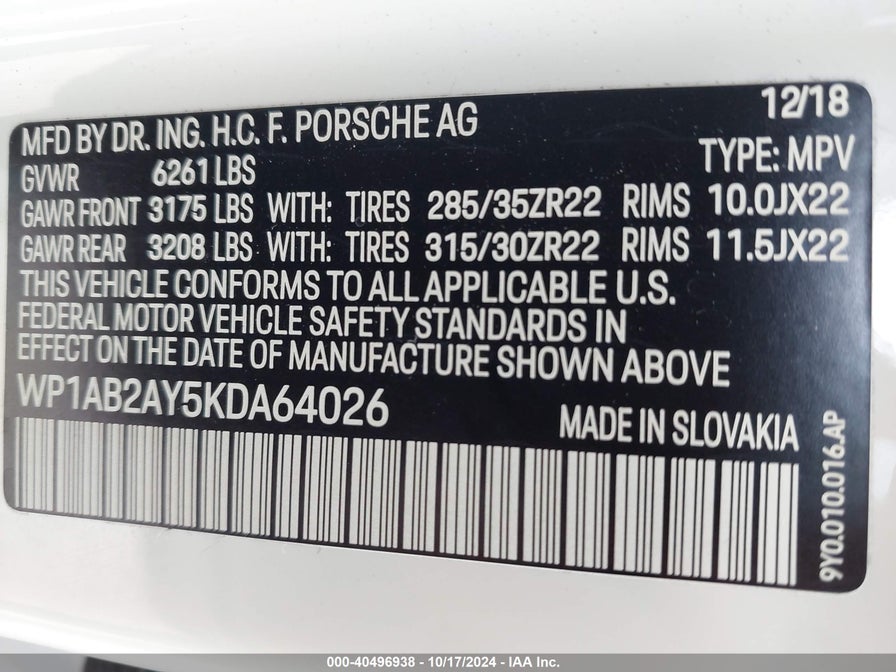 12/18
MFD BY DR. ING. H.C. F. PORSCHE AG
TYPE: MPV
GVWR 6261 LBS
GAWR FRONT 3175 LBS WITH: TIRES 285/35ZR22 RIMS 10.0JX22
GAWR REAR 3208 LBS WITH: TIRES 315/30ZR22 RIMS 11.5JX22
THIS VEHICLE CONFORMS TO ALL APPLICABLE U.S.
FEDERAL MOTOR VEHICLE SAFETY STANDARDS IN
EFFECT ON THE DATE OF MANUFACTURE SHOWN ABOVE
WP1AB2AY5KDA64026
MADE IN SLOVAKIA
9Y0.010.016.AP
000-40496938 - 10/17/2024 - IAA Inc.